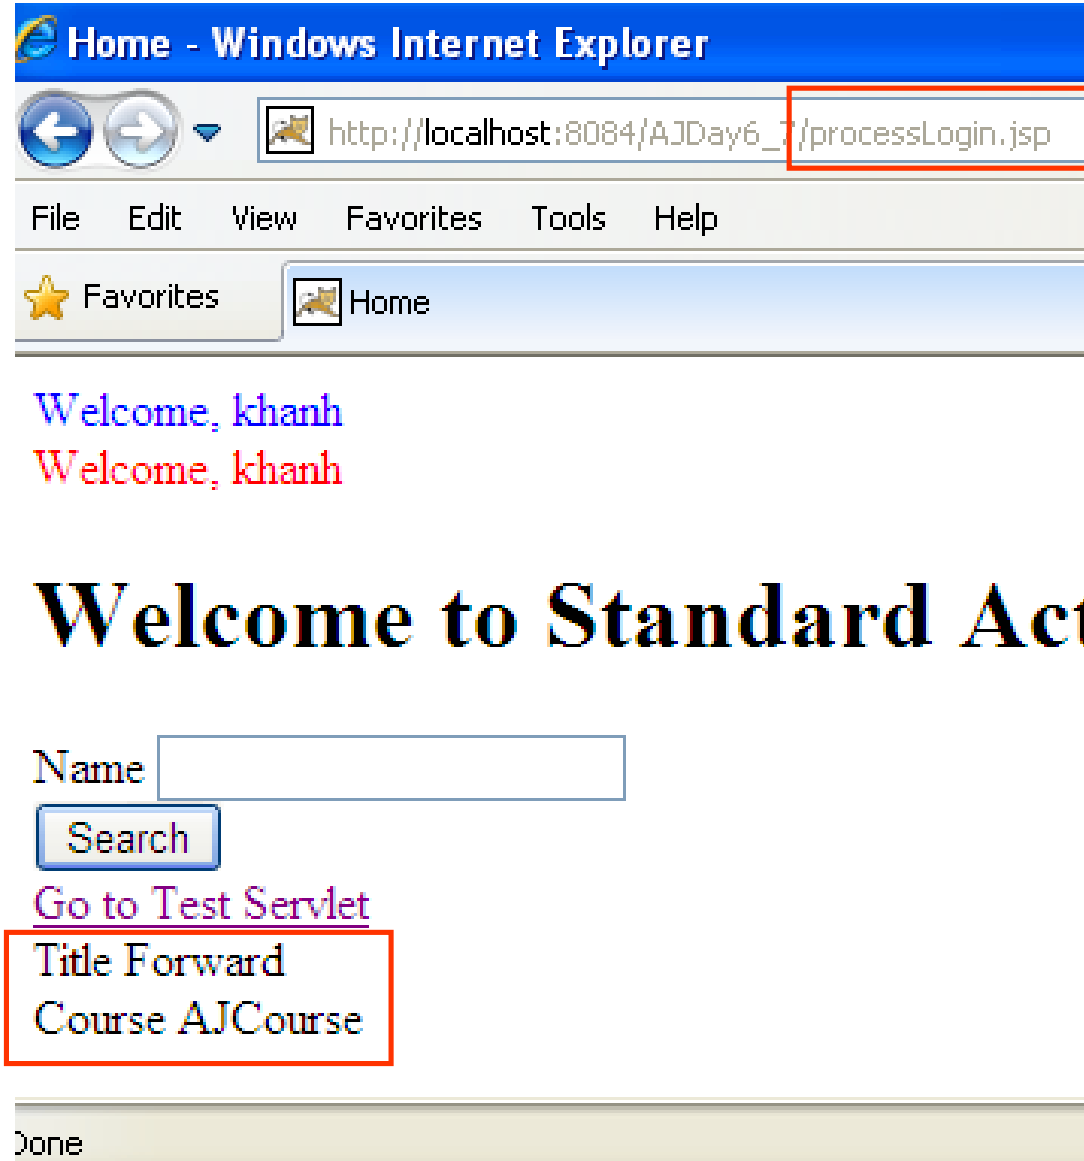 Home - Windows Internet Explorer
http://localhost:8084/AJDay6_7/processLogin.jsp
File Edit View Favorites Tools Help
Favorites Home
Welcome, khanh
Welcome, khanh
Welcome to Standard Act
Name
Search
Go to Test Servlet
Title Forward
Course AJCourse
Done